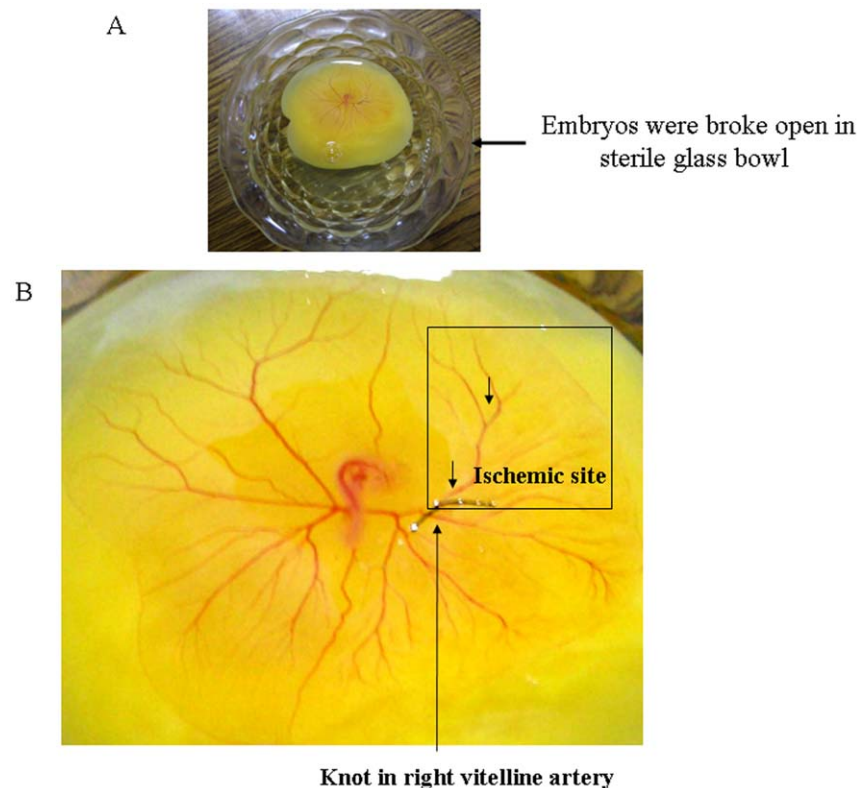 A
Embryos were broke open in
sterile glass bowl
B
Ischemic site
Knot in right vitelline artery